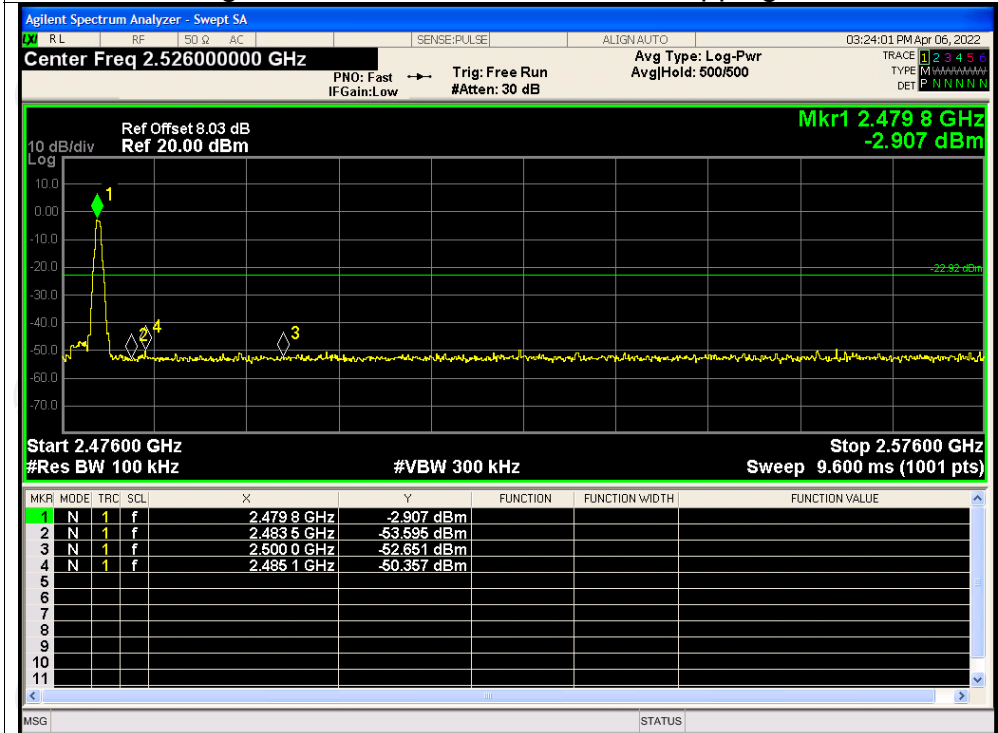 Agilent Spectrum Analyzer - Swept SA
LXI RL RF 50 Ω AC SENSE:PULSE ALIGN AUTO 03:24:01 PM Apr 06, 2022
Center Freq 2.526000000 GHz
PNO: Fast
IFGain:Low
Trig: Free Run
#Atten: 30 dB
Avg Type: Log-Pwr
Avg|Hold: 500/500
TRACE 1 2 3 4 5 6
TYPE M
DET P N N N N N
Mkr1 2.479 8 GHz
-2.907 dBm
Ref Offset 8.03 dB
10 dB/div Ref 20.00 dBm
Log
10.0
0.00
-10.0
-20.0
-30.0
-40.0
-50.0
-60.0
-70.0
1
2
4
3
-22.92 dBm
Start 2.47600 GHz Stop 2.57600 GHz
#Res BW 100 kHz #VBW 300 kHz Sweep 9.600 ms (1001 pts)
MKR MODE TRC SCL X Y FUNCTION FUNCTION WIDTH FUNCTION VALUE
1 N 1 f 2.479 8 GHz -2.907 dBm
2 N 1 f 2.483 5 GHz -53.595 dBm
3 N 1 f 2.500 0 GHz -52.651 dBm
4 N 1 f 2.485 1 GHz -50.357 dBm
5
6
7
8
9
10
11
MSG STATUS